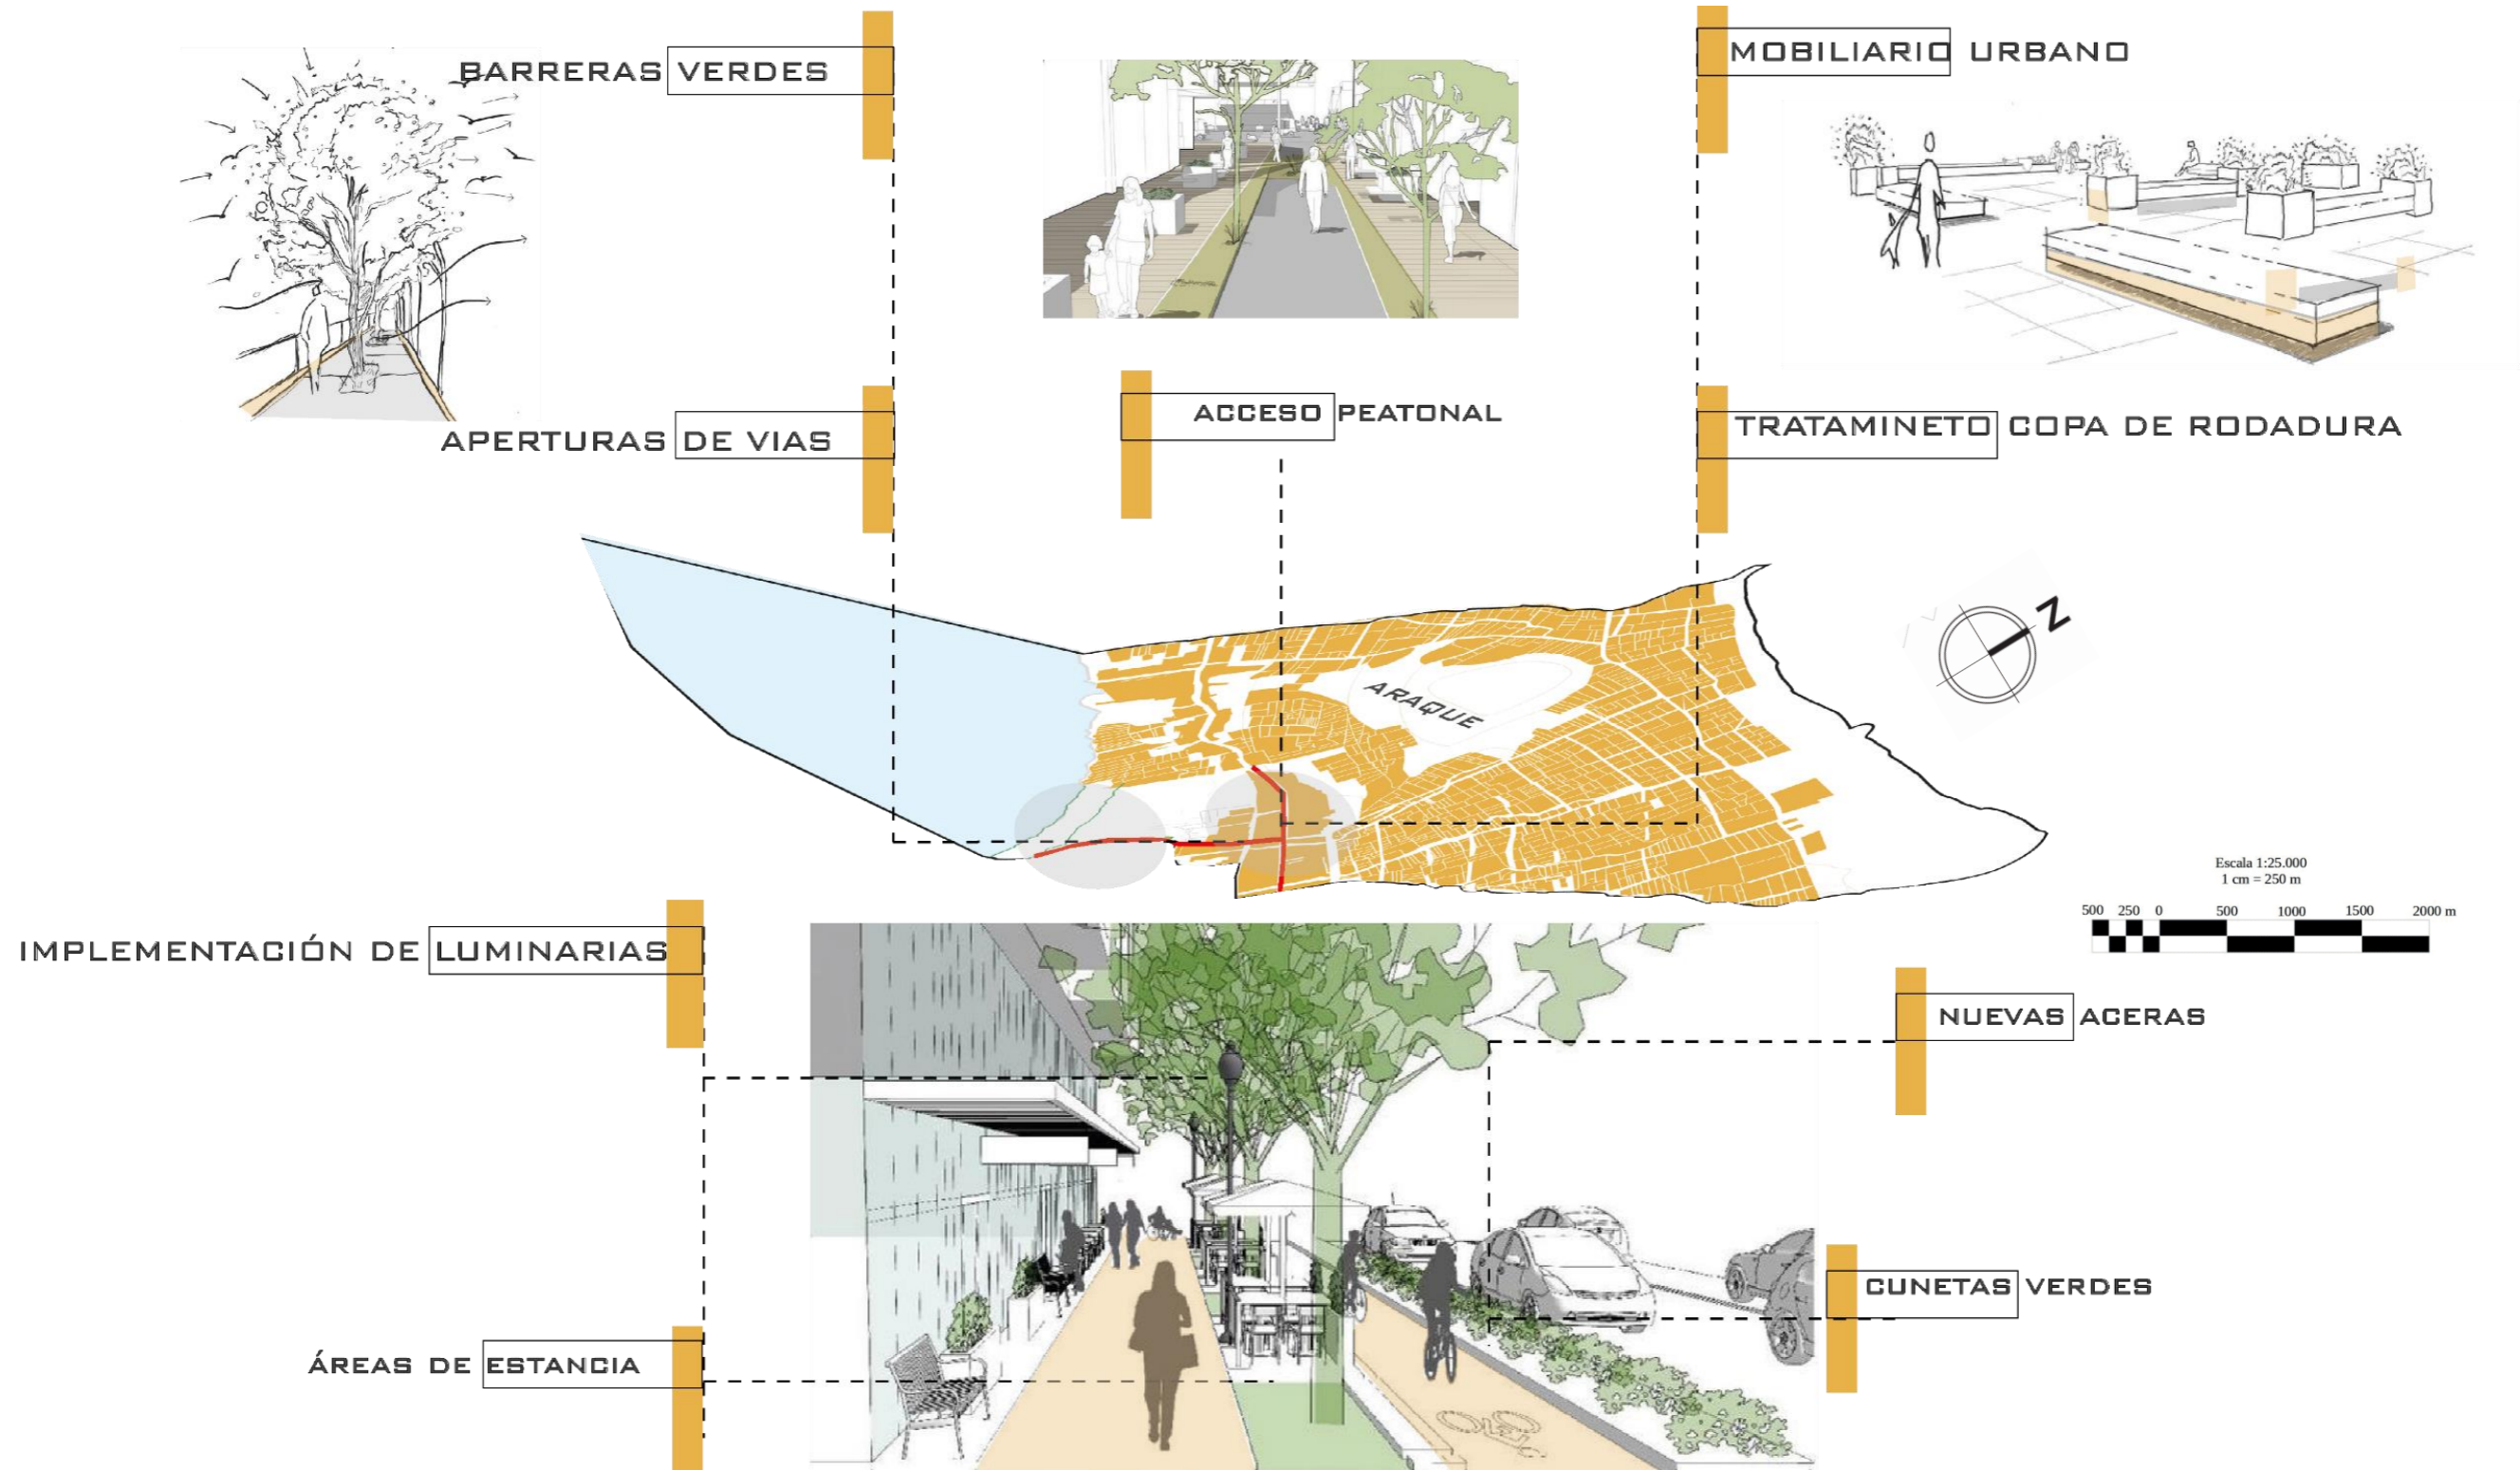 BARRERAS VERDES
MOBILIARIO URBANO
APERTURAS DE VIAS
ACCESO PEATONAL
TRATAMINETO COPA DE RODADURA
ARAQUE
N
Escala 1:25.000
1 cm = 250 m
500 250 0 500 1000 1500 2000 m
IMPLEMENTACIÓN DE LUMINARIAS
NUEVAS ACERAS
CUNETAS VERDES
ÁREAS DE ESTANCIA